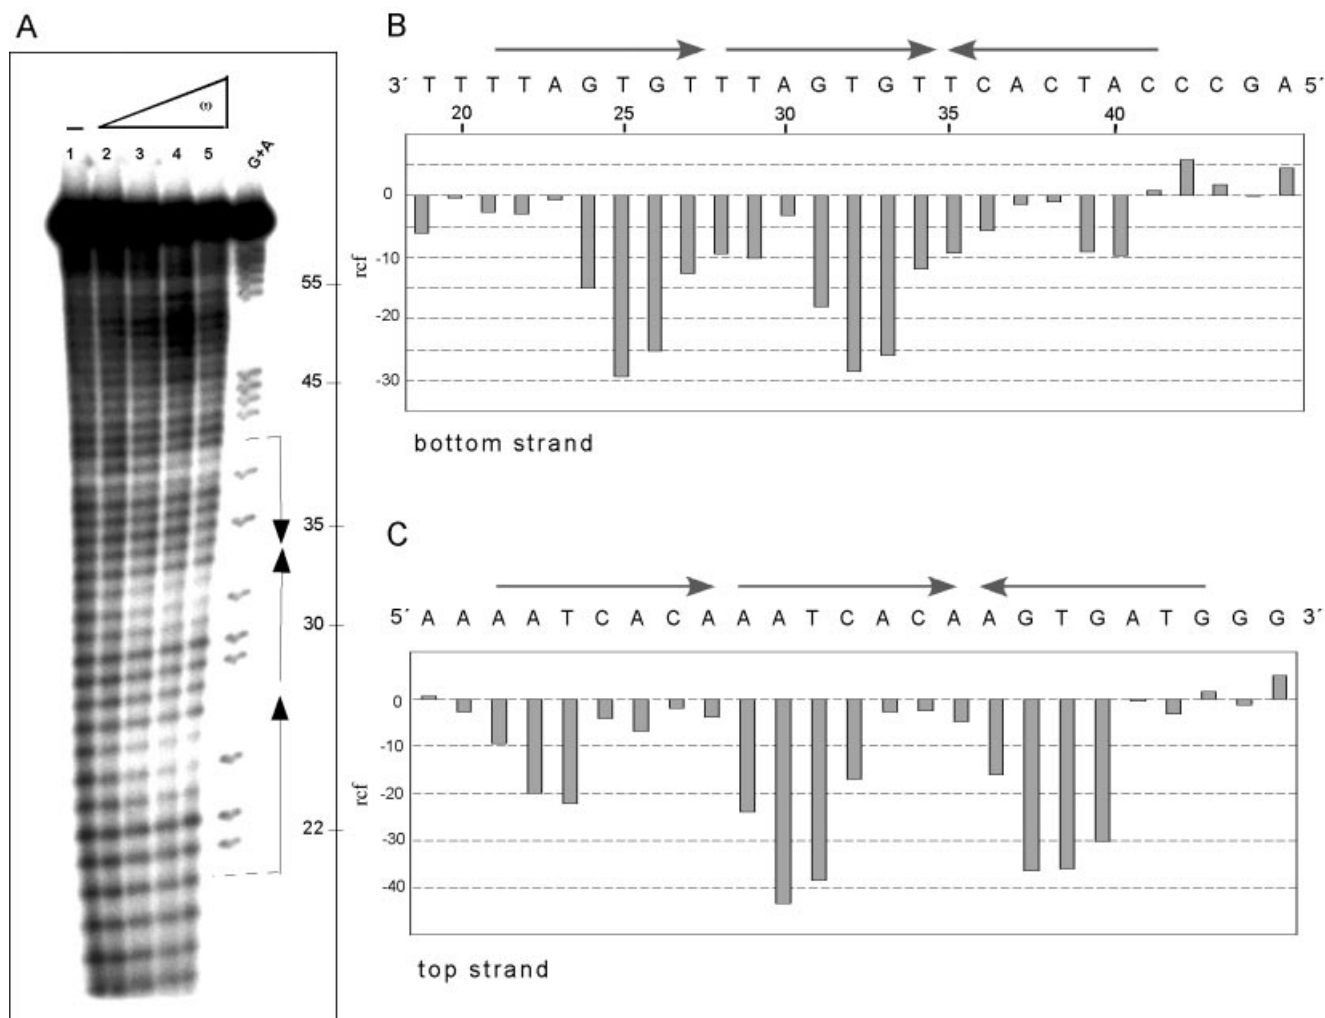 A
ω
1 2 3 4 5 G+A
55
45
35
30
22
B
3´ T T T T A G T G T T T A G T G T T C A C T A C C C G A 5´
20 25 30 35 40
0
-10
-20
-30
rcf
bottom strand
C
5´ A A A A T C A C A A A T C A C A A G T G A T G G G 3´
0
-10
-20
-30
-40
rcf
top strand